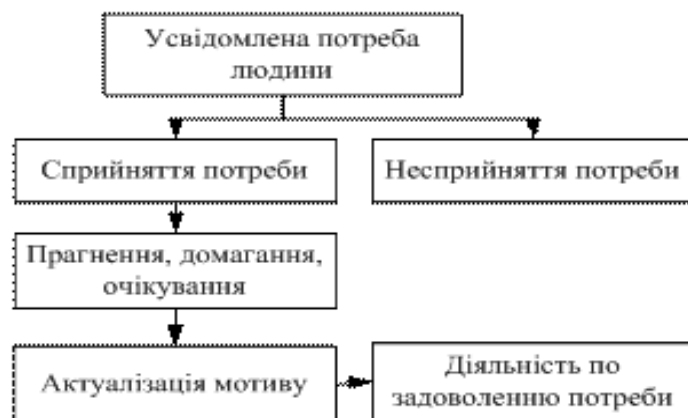 Усвідомлена потреба
людини
Сприйняття потреби
Несприйняття потреби
Прагнення, домагання,
очікування
Актуалізація мотиву
Діяльність по
задоволенню потреби